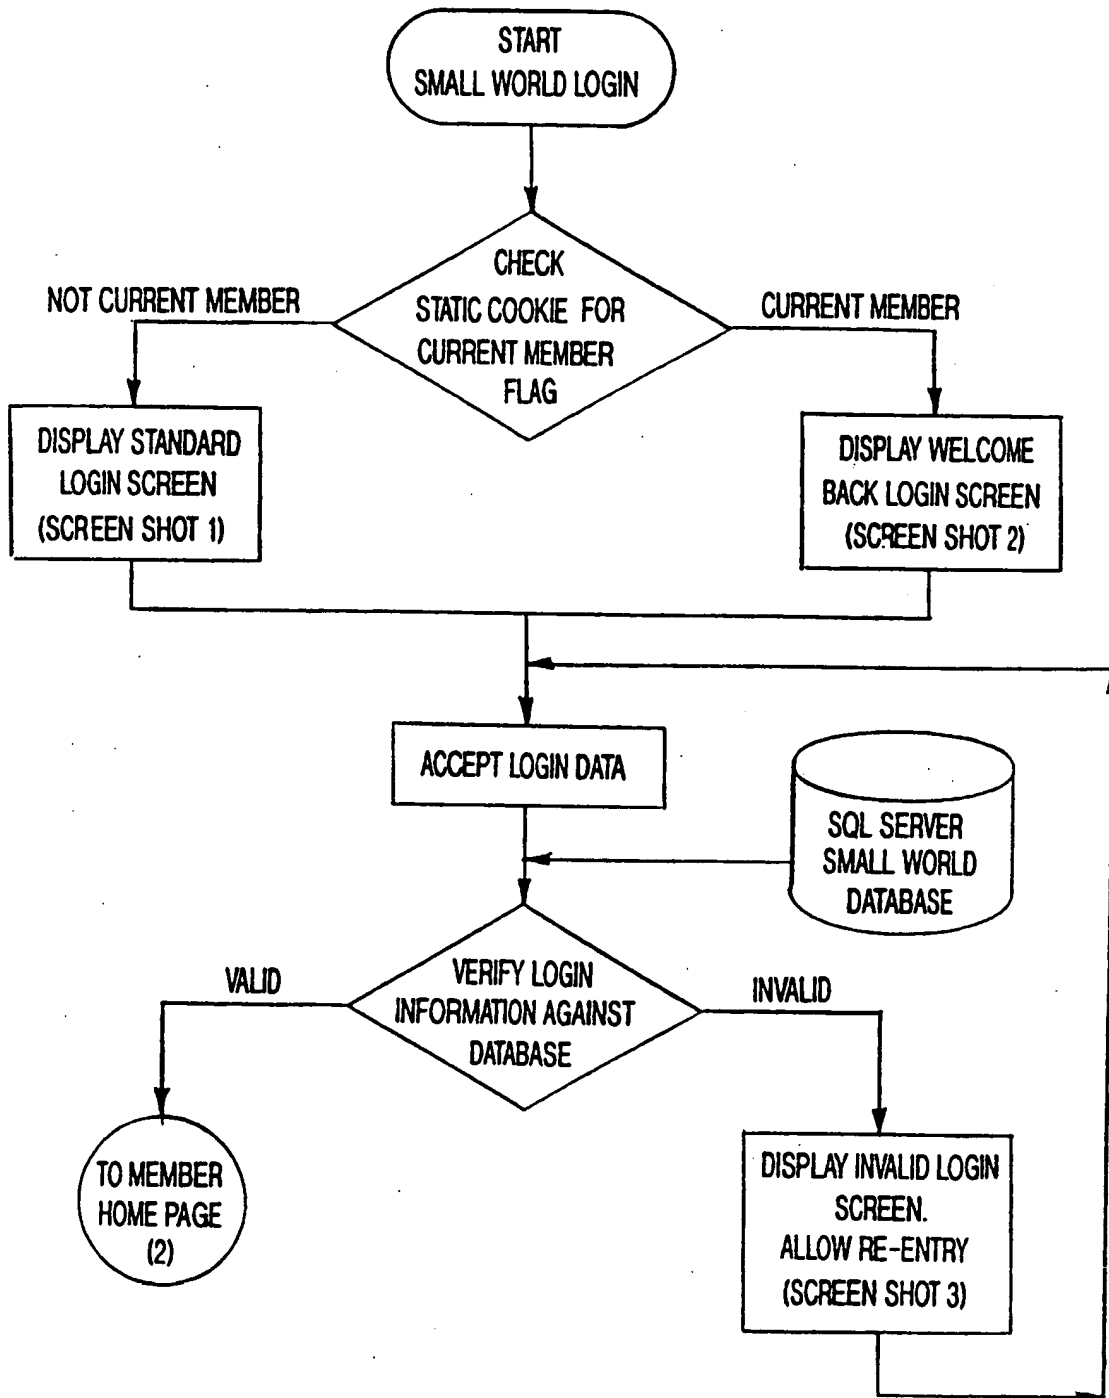 START
SMALL WORLD LOGIN
CHECK
STATIC COOKIE FOR
CURRENT MEMBER
FLAG
NOT CURRENT MEMBER
CURRENT MEMBER
DISPLAY STANDARD
LOGIN SCREEN
(SCREEN SHOT 1)
DISPLAY WELCOME
BACK LOGIN SCREEN
(SCREEN SHOT 2)
ACCEPT LOGIN DATA
SQL SERVER
SMALL WORLD
DATABASE
VERIFY LOGIN
INFORMATION AGAINST
DATABASE
VALID
INVALID
TO MEMBER
HOME PAGE
(2)
DISPLAY INVALID LOGIN
SCREEN.
ALLOW RE-ENTRY
(SCREEN SHOT 3)